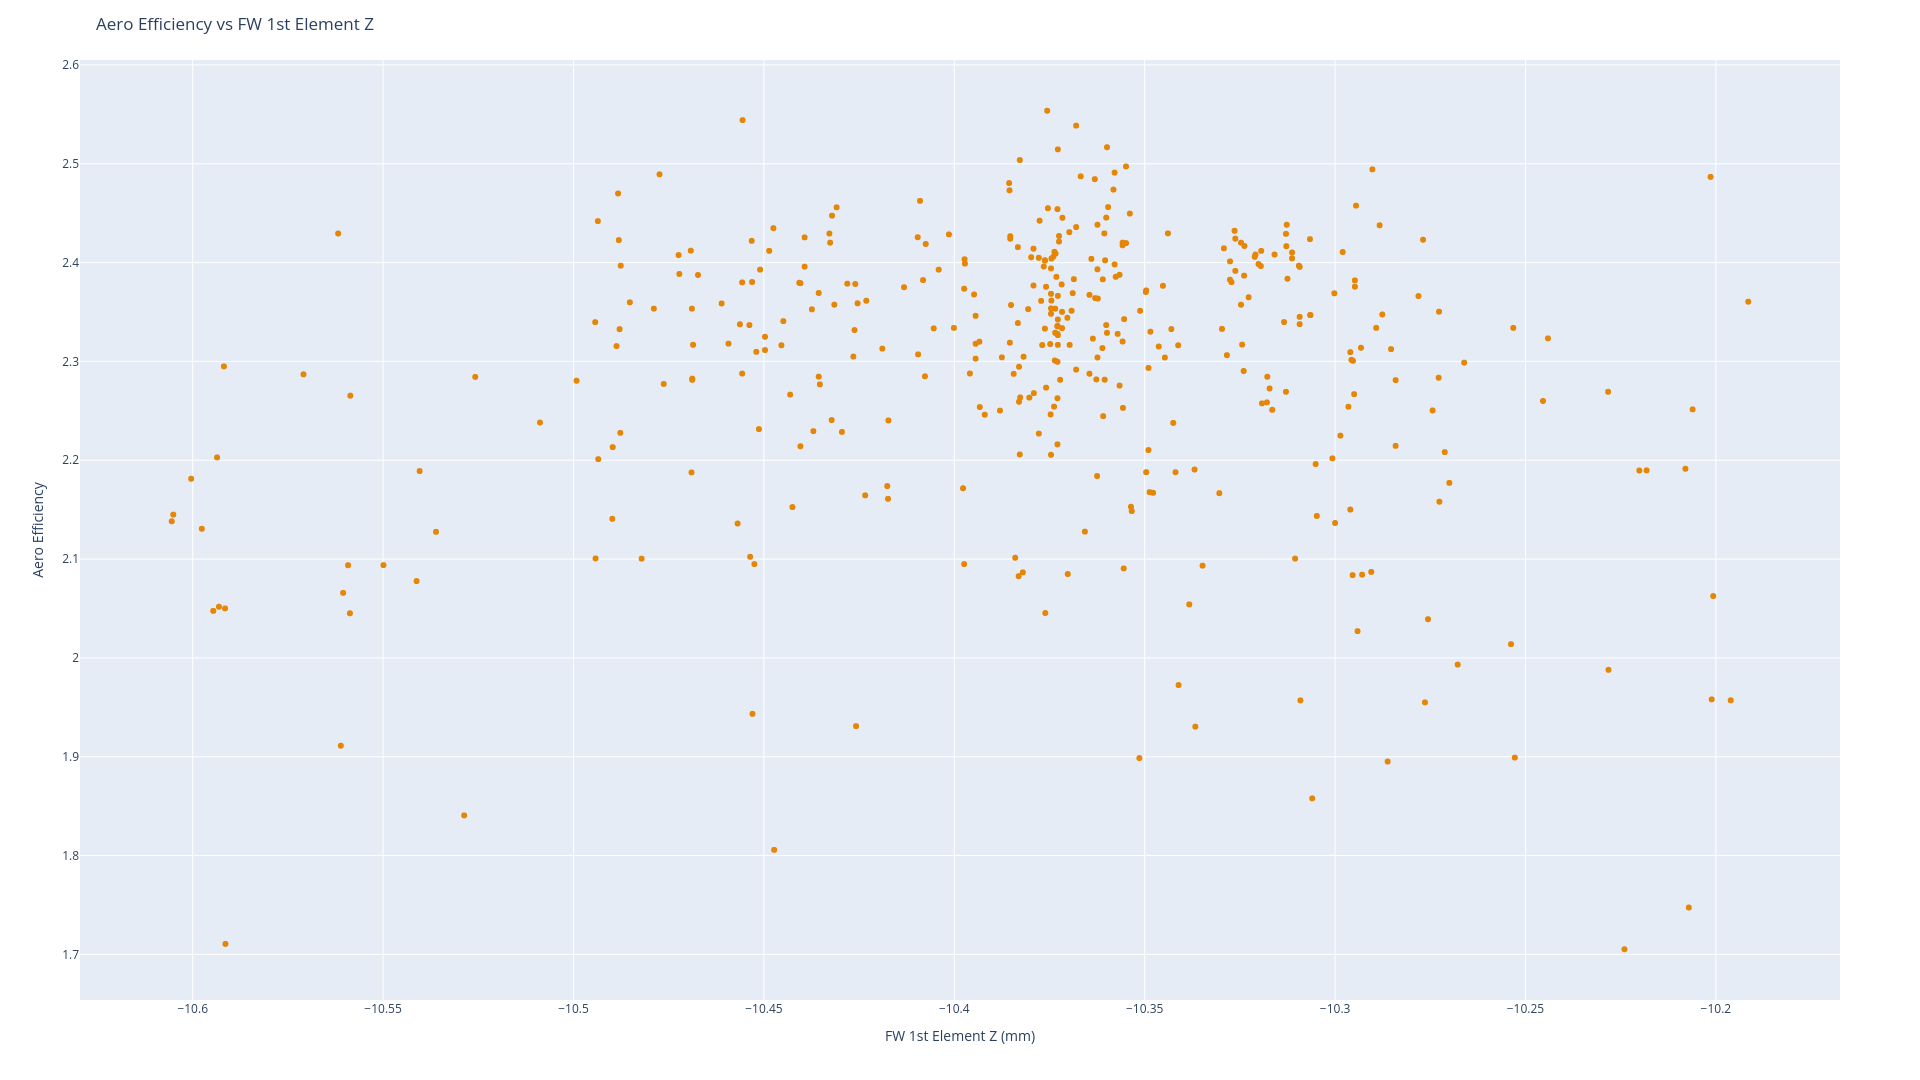 Aero Efficiency vs FW 1st Element Z
2.6
2.5
2.4
2.3
2.2
2.1
2
1.9
1.8
1.7
Aero Efficiency
−10.6 −10.55 −10.5 −10.45 −10.4 −10.35 −10.3 −10.25 −10.2
FW 1st Element Z (mm)